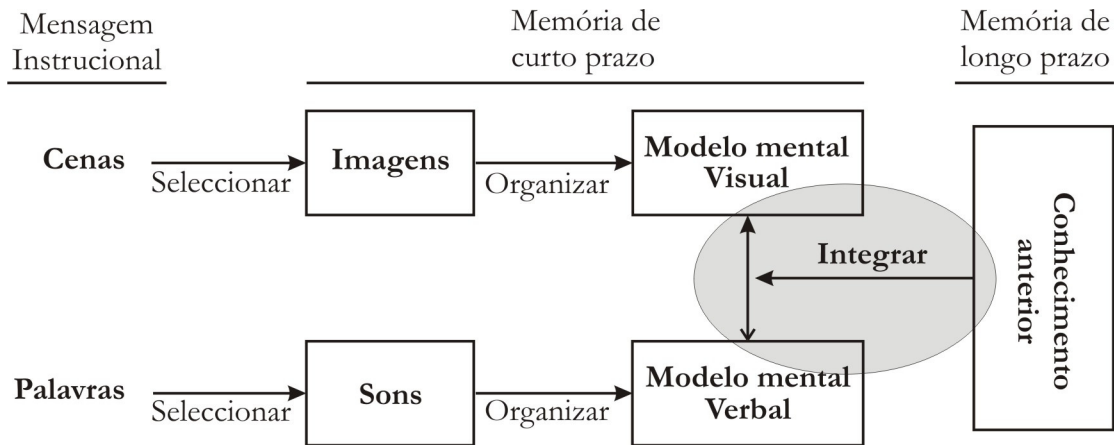 Mensagem
Instrucional
Memória de
curto prazo
Memória de
longo prazo
Cenas
Seleccionar
Imagens
Organizar
Modelo mental
Visual
Integrar
Conhecimento
anterior
Palavras
Seleccionar
Sons
Organizar
Modelo mental
Verbal